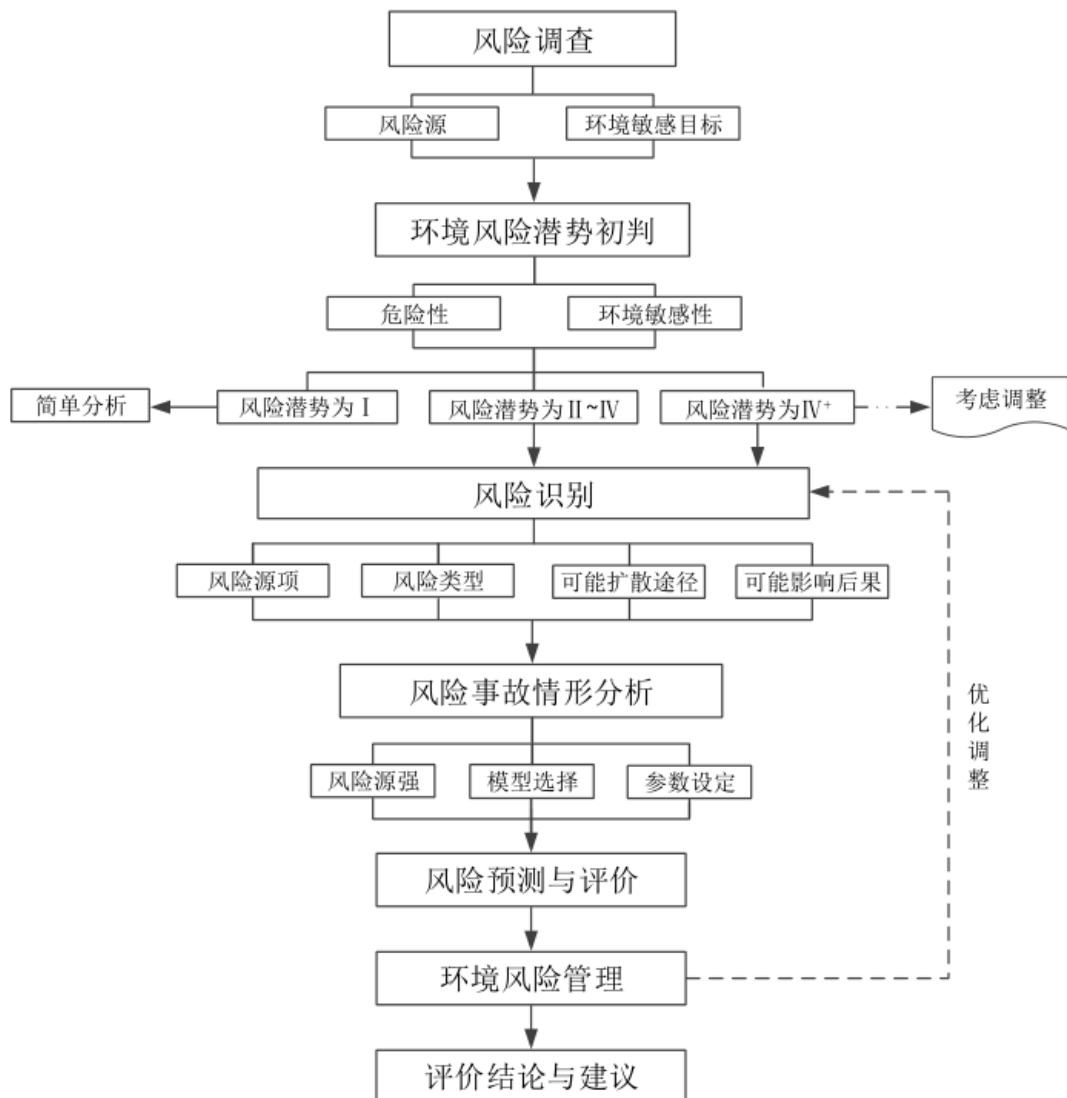 风险调查
风险源
环境敏感目标
环境风险潜势初判
危险性
环境敏感性
简单分析
风险潜势为Ⅰ
风险潜势为Ⅱ~Ⅳ
风险潜势为Ⅳ⁺
考虑调整
风险识别
风险源项
风险类型
可能扩散途径
可能影响后果
风险事故情形分析
优化调整
风险源强
模型选择
参数设定
风险预测与评价
环境风险管理
评价结论与建议